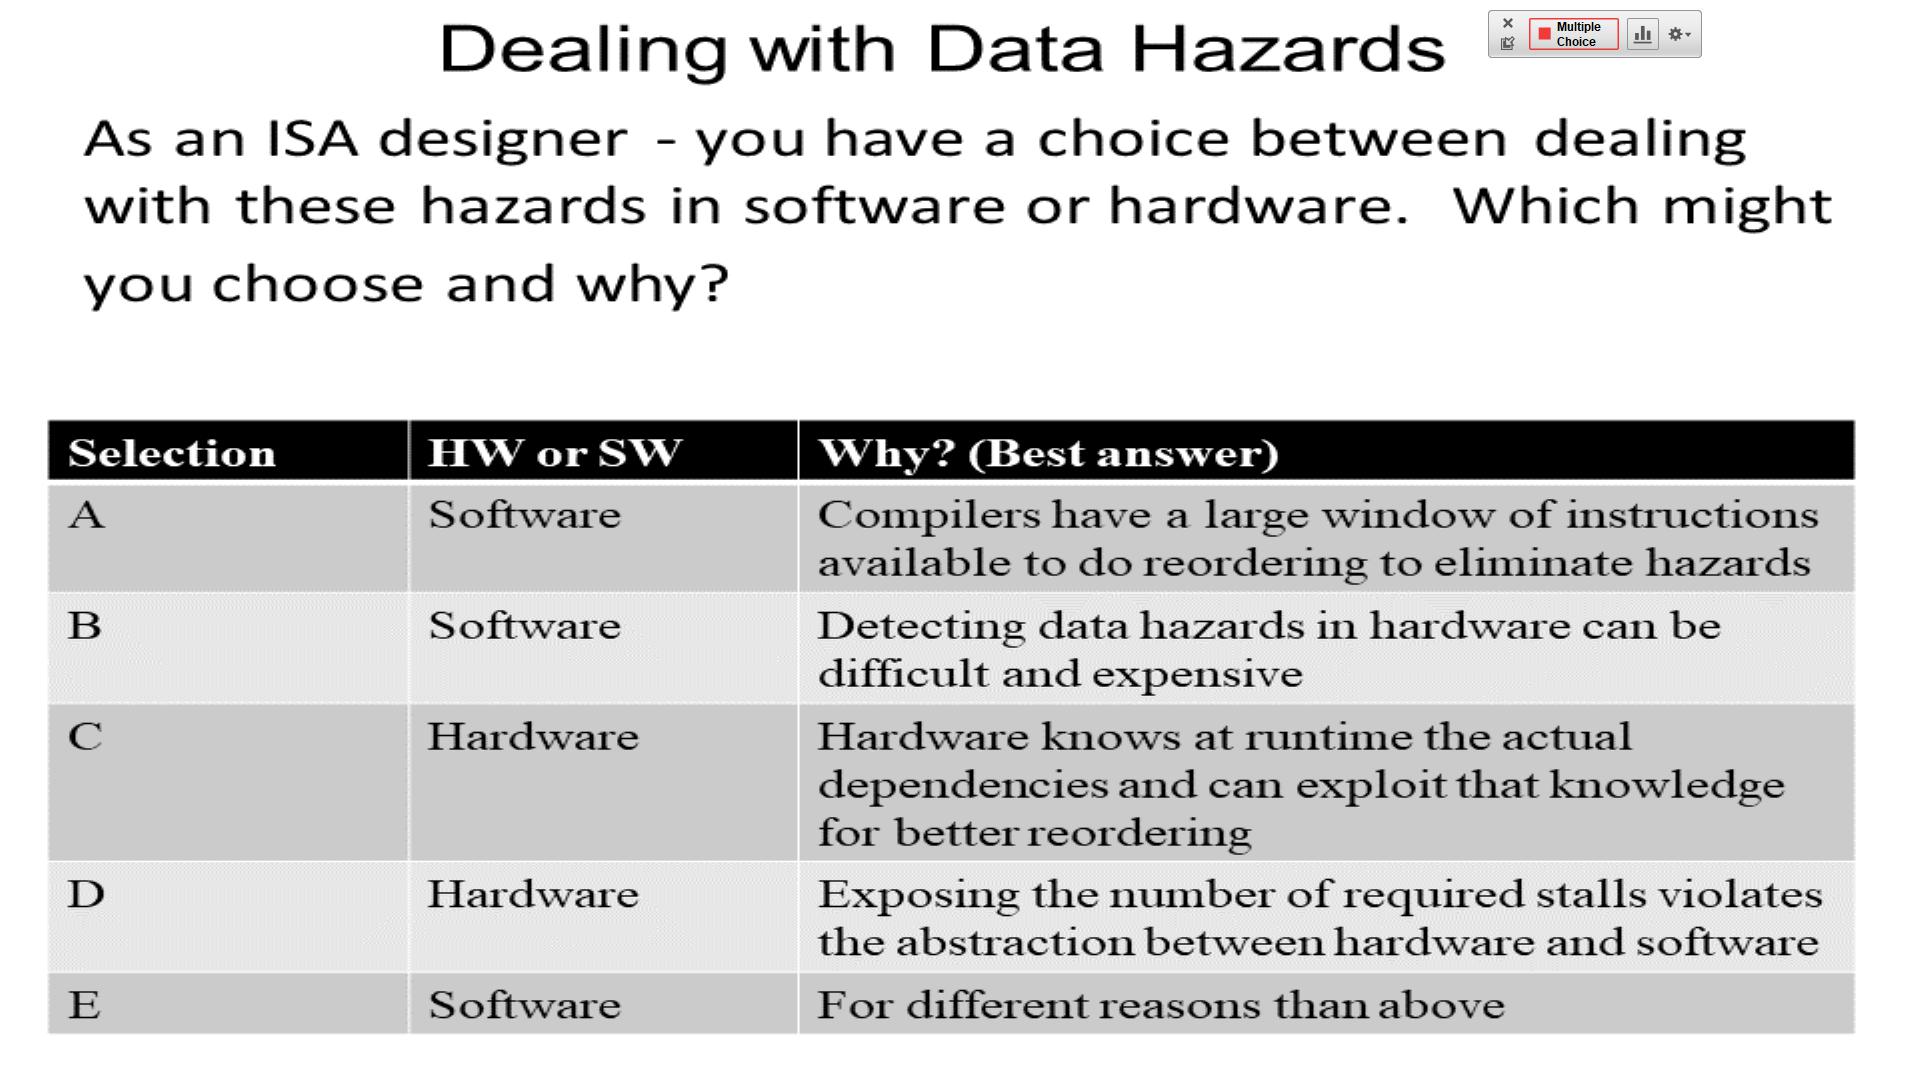 Dealing with Data Hazards
Multiple
Choice
As an ISA designer - you have a choice between dealing
with these hazards in software or hardware. Which might
you choose and why?
Selection HW or SW Why? (Best answer)
A Software Compilers have a large window of instructions
available to do reordering to eliminate hazards
B Software Detecting data hazards in hardware can be
difficult and expensive
C Hardware Hardware knows at runtime the actual
dependencies and can exploit that knowledge
for better reordering
D Hardware Exposing the number of required stalls violates
the abstraction between hardware and software
E Software For different reasons than above